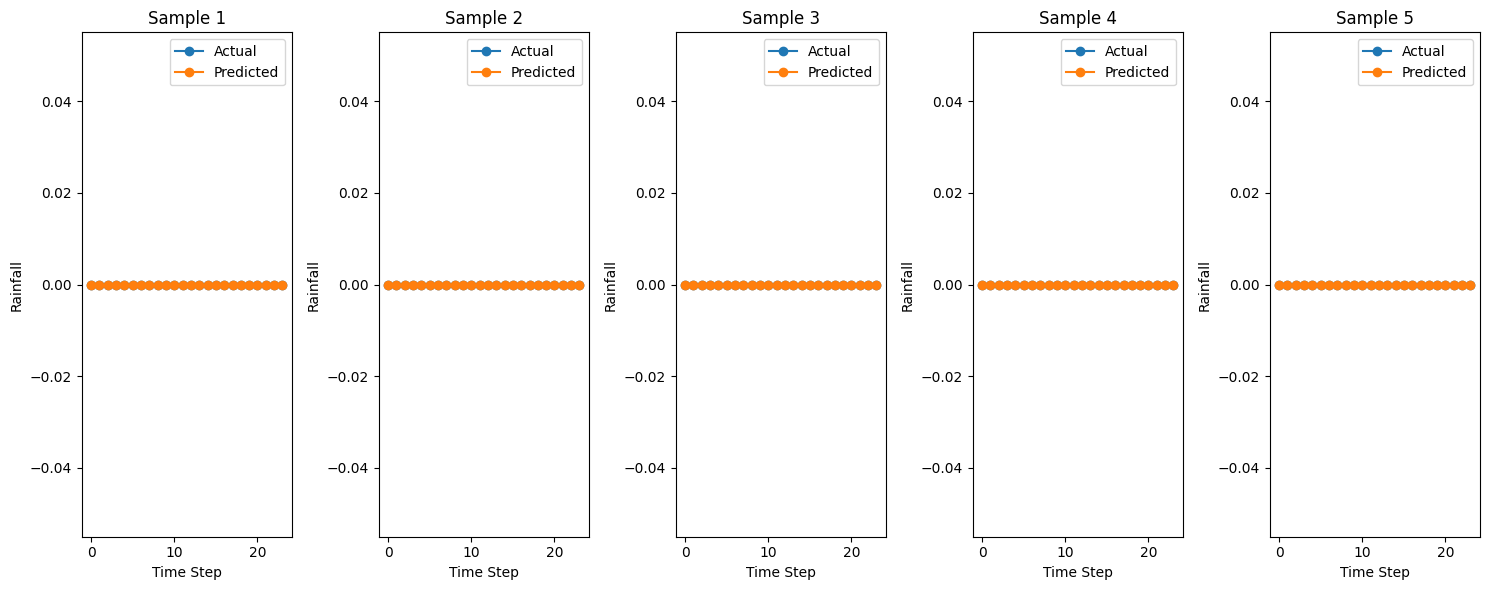 Sample 1
Actual
Predicted
0.04
0.02
0.00
−0.02
−0.04
Rainfall
0 10 20
Time Step
Sample 2
Actual
Predicted
0.04
0.02
0.00
−0.02
−0.04
Rainfall
0 10 20
Time Step
Sample 3
Actual
Predicted
0.04
0.02
0.00
−0.02
−0.04
Rainfall
0 10 20
Time Step
Sample 4
Actual
Predicted
0.04
0.02
0.00
−0.02
−0.04
Rainfall
0 10 20
Time Step
Sample 5
Actual
Predicted
0.04
0.02
0.00
−0.02
−0.04
Rainfall
0 10 20
Time Step